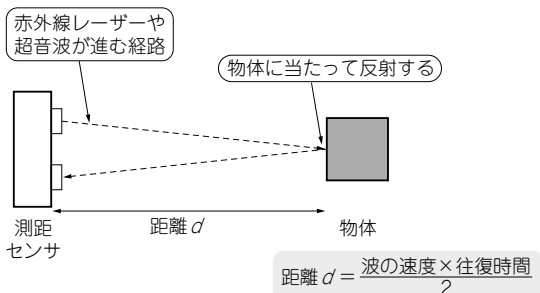 赤外線レーザーや
超音波が進む経路
物体に当たって反射する
測距
センサ
距離d
物体
距離d=波の速度×往復時間
2